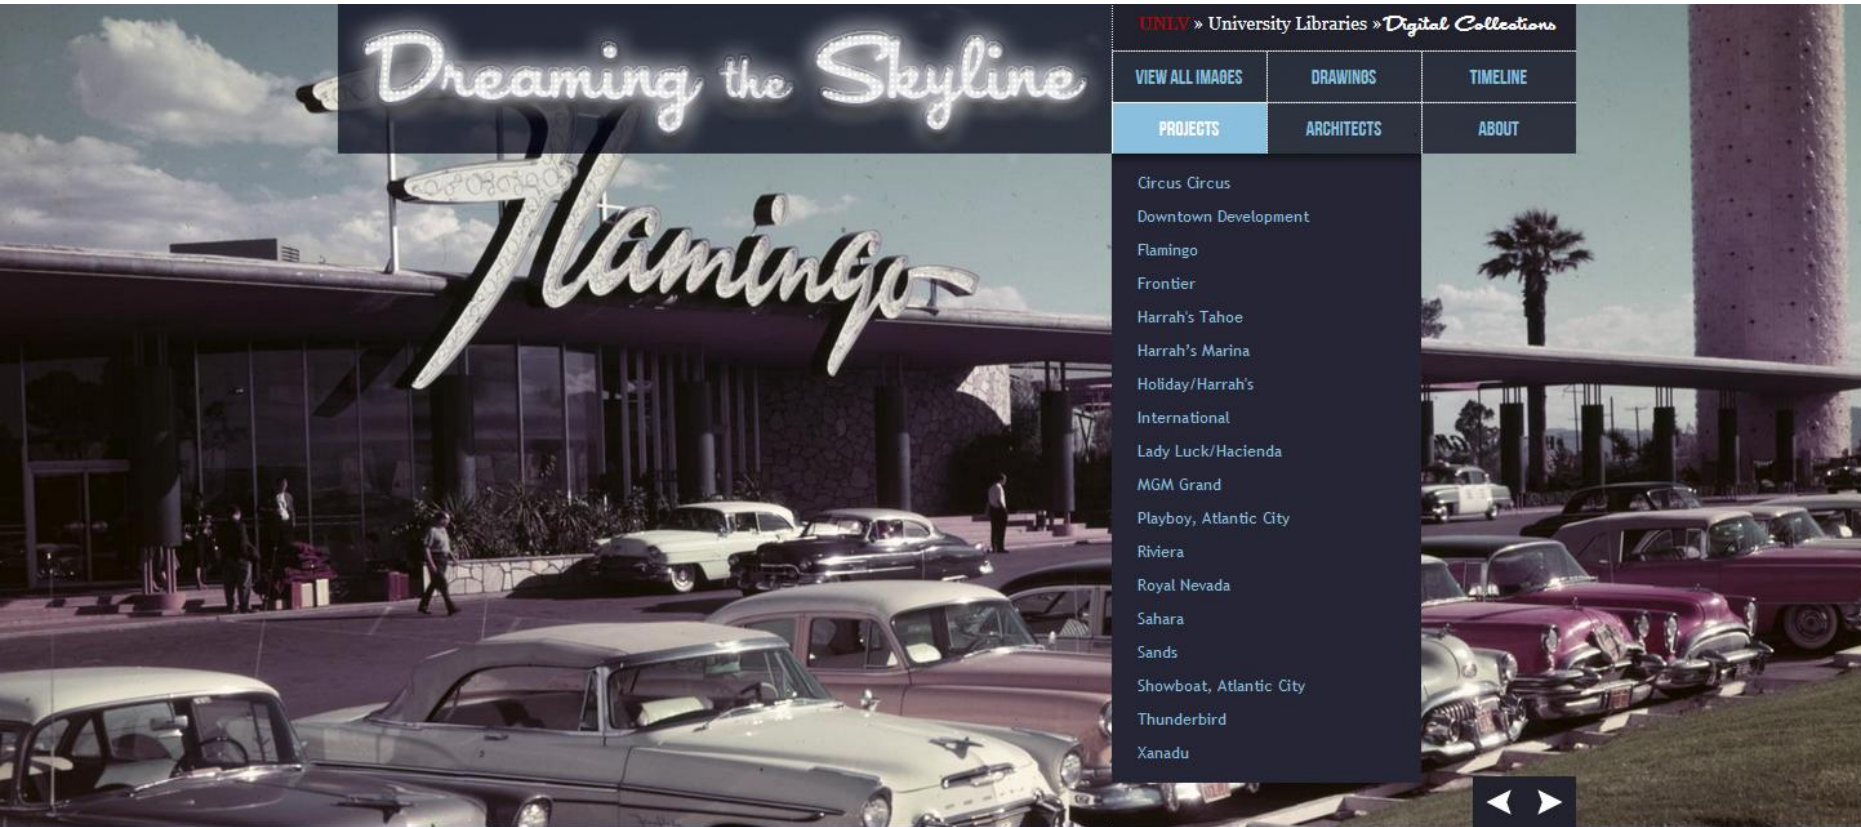 Dreaming the Skyline
UNLV » University Libraries » Digital Collections
VIEW ALL IMAGES DRAWINGS TIMELINE
PROJECTS ARCHITECTS ABOUT
Circus Circus
Downtown Development
Flamingo
Frontier
Harrah's Tahoe
Harrah’s Marina
Holiday/Harrah's
International
Lady Luck/Hacienda
MGM Grand
Playboy, Atlantic City
Riviera
Royal Nevada
Sahara
Sands
Showboat, Atlantic City
Thunderbird
Xanadu
Flamingo